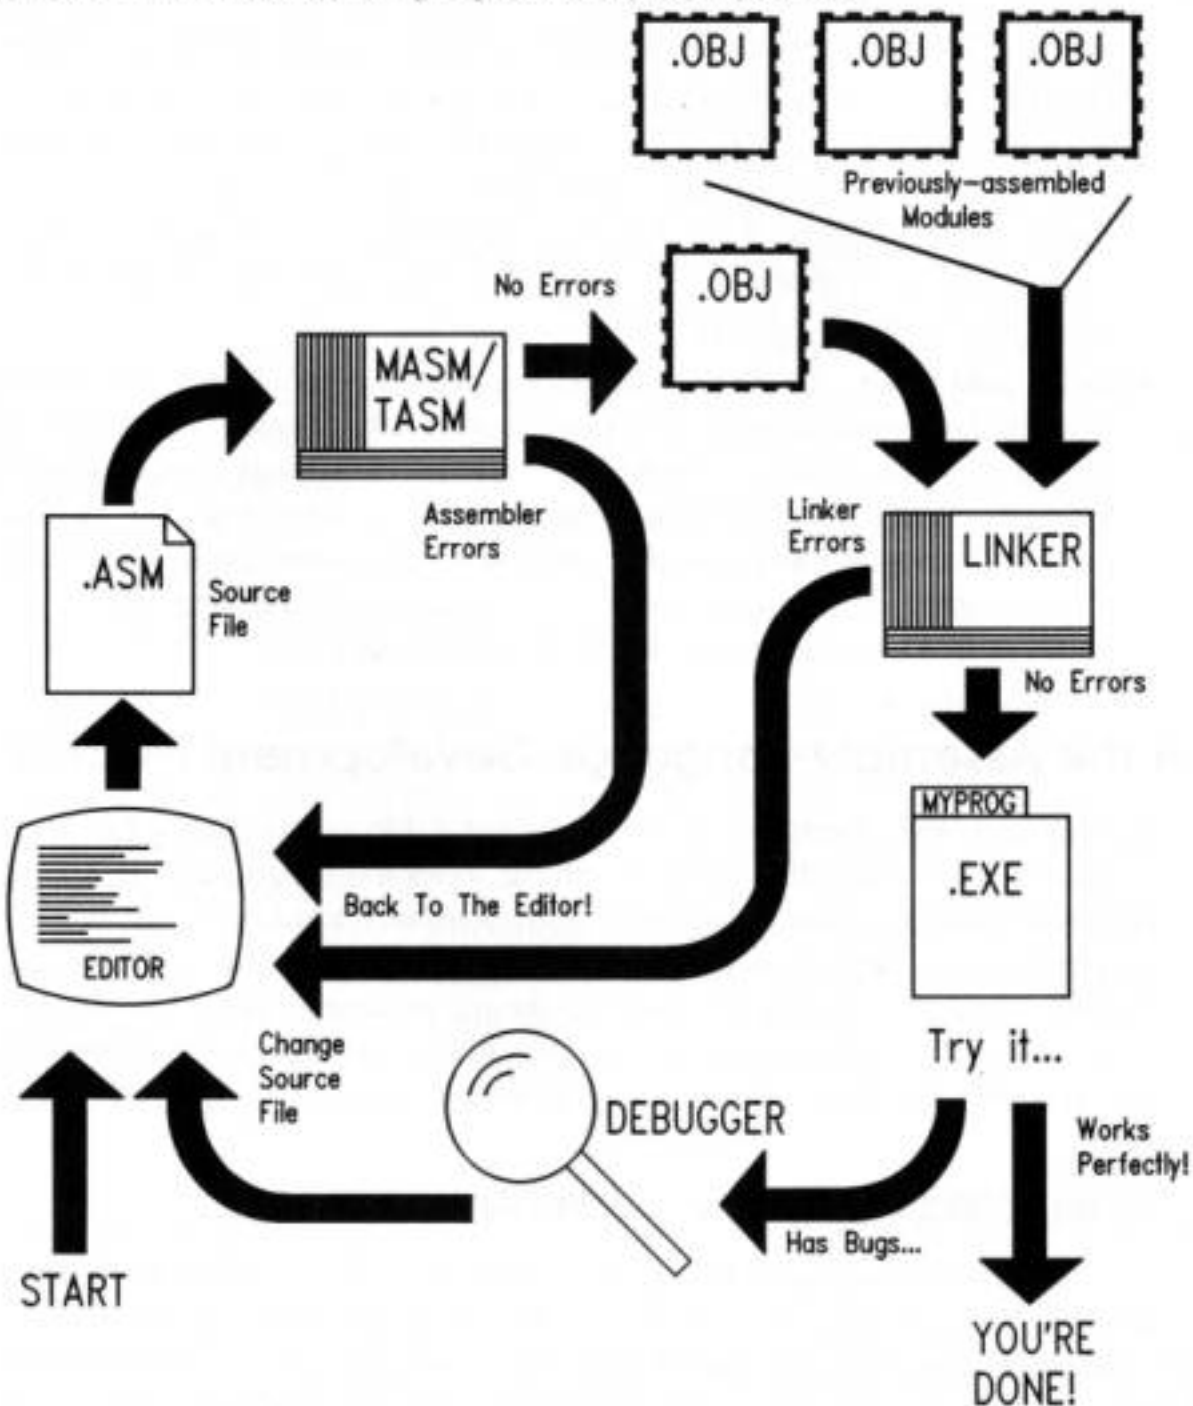 .OBJ
.OBJ
.OBJ
Previously-assembled
Modules
No Errors
.OBJ
MASM/
TASM
Assembler
Errors
Linker
Errors
LINKER
.ASM
Source
File
No Errors
MYPROG
.EXE
Back To The Editor!
EDITOR
Change
Source
File
Try it...
DEBUGGER
Works
Perfectly!
Has Bugs...
START
YOU'RE
DONE!